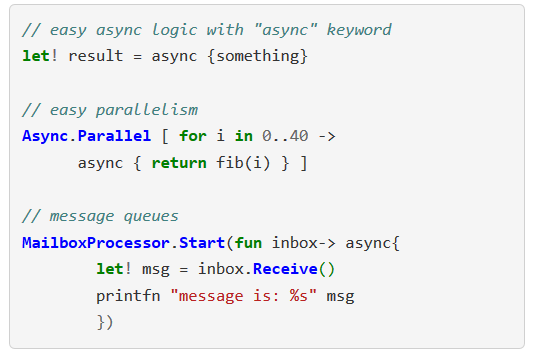 // easy async logic with "async" keyword
let! result = async {something}

// easy parallelism
Async.Parallel [ for i in 0..40 ->
      async { return fib(i) } ]

// message queues
MailboxProcessor.Start(fun inbox-> async{
        let! msg = inbox.Receive()
        printfn "message is: %s" msg
        })